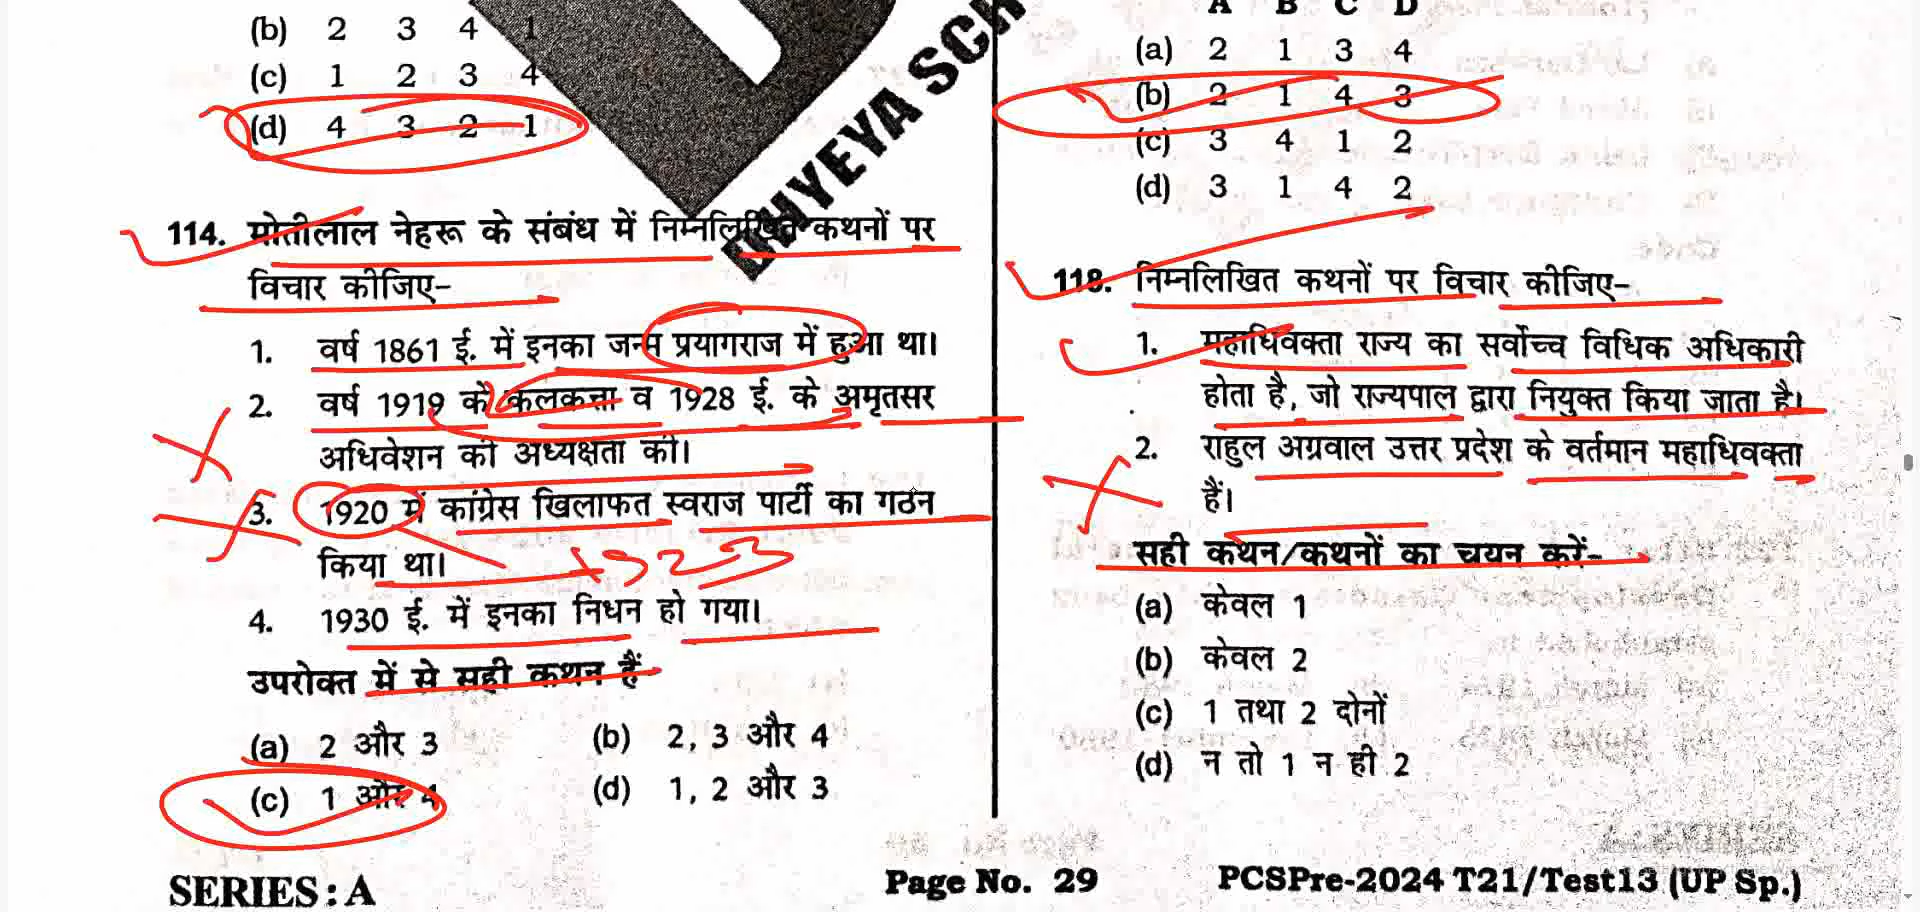 (b) 2 3 4 1
(c) 1 2 3 4
(d) 4 3 2 1
114. मोतीलाल नेहरू के संबंध में निम्नलिखित कथनों पर
विचार कीजिए-
1. वर्ष 1861 ई. में इनका जन्म प्रयागराज में हुआ था।
2. वर्ष 1919 के कलकत्ता व 1928 ई. के अमृतसर
अधिवेशन की अध्यक्षता की।
3. 1920 में कांग्रेस खिलाफत स्वराज पार्टी का गठन
किया था।
1923
4. 1930 ई. में इनका निधन हो गया।
उपरोक्त में से सही कथन हैं-
(a) 2 और 3 (b) 2, 3 और 4
(c) 1 और 4 (d) 1, 2 और 3
DHYEYA SCH
A B C D
(a) 2 1 3 4
(b) 2 1 4 3
(c) 3 4 1 2
(d) 3 1 4 2
118. निम्नलिखित कथनों पर विचार कीजिए-
1. महाधिवक्ता राज्य का सर्वोच्च विधिक अधिकारी
होता है, जो राज्यपाल द्वारा नियुक्त किया जाता है।
2. राहुल अग्रवाल उत्तर प्रदेश के वर्तमान महाधिवक्ता
हैं।
सही कथन/कथनों का चयन करें-
(a) केवल 1
(b) केवल 2
(c) 1 तथा 2 दोनों
(d) न तो 1 न ही 2
SERIES : A Page No. 29 PCSPre-2024 T21/Test13 (UP Sp.)